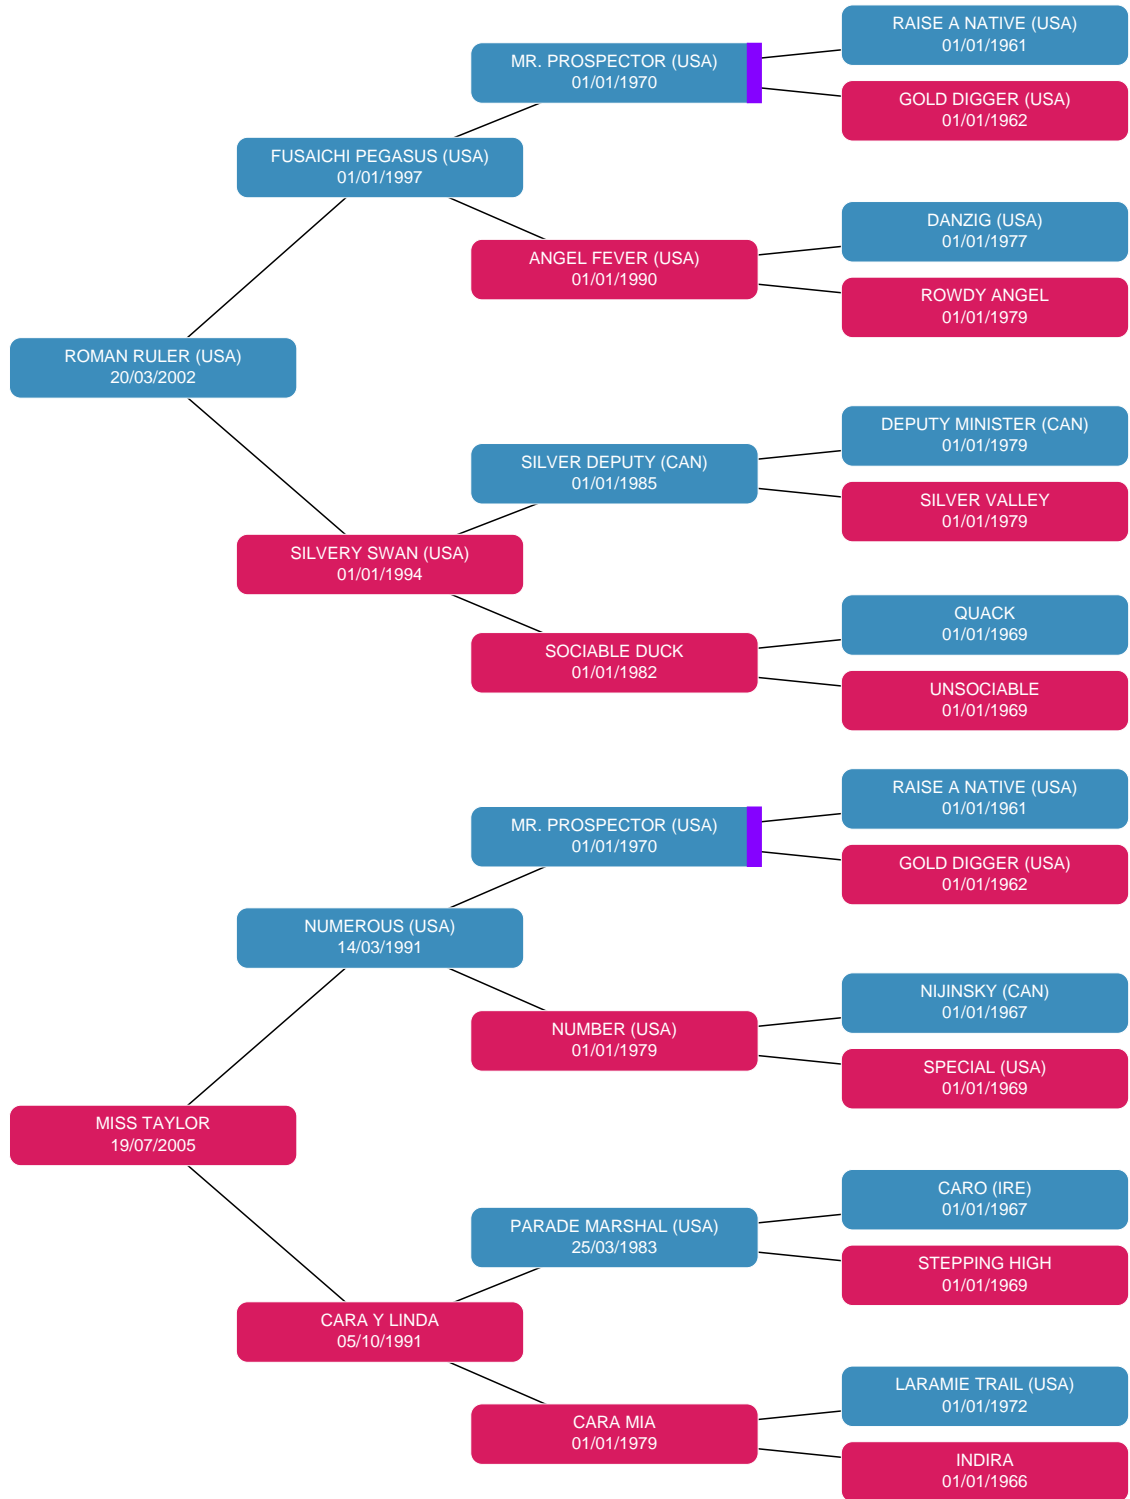 RAISE A NATIVE (USA)
01/01/1961
MR. PROSPECTOR (USA)
01/01/1970
GOLD DIGGER (USA)
01/01/1962
FUSAICHI PEGASUS (USA)
01/01/1997
DANZIG (USA)
01/01/1977
ANGEL FEVER (USA)
01/01/1990
ROWDY ANGEL
01/01/1979
ROMAN RULER (USA)
20/03/2002
DEPUTY MINISTER (CAN)
01/01/1979
SILVER DEPUTY (CAN)
01/01/1985
SILVER VALLEY
01/01/1979
SILVERY SWAN (USA)
01/01/1994
QUACK
01/01/1969
SOCIABLE DUCK
01/01/1982
UNSOCIABLE
01/01/1969
RAISE A NATIVE (USA)
01/01/1961
MR. PROSPECTOR (USA)
01/01/1970
GOLD DIGGER (USA)
01/01/1962
NUMEROUS (USA)
14/03/1991
NIJINSKY (CAN)
01/01/1967
NUMBER (USA)
01/01/1979
SPECIAL (USA)
01/01/1969
MISS TAYLOR
19/07/2005
CARO (IRE)
01/01/1967
PARADE MARSHAL (USA)
25/03/1983
STEPPING HIGH
01/01/1969
CARA Y LINDA
05/10/1991
LARAMIE TRAIL (USA)
01/01/1972
CARA MIA
01/01/1979
INDIRA
01/01/1966